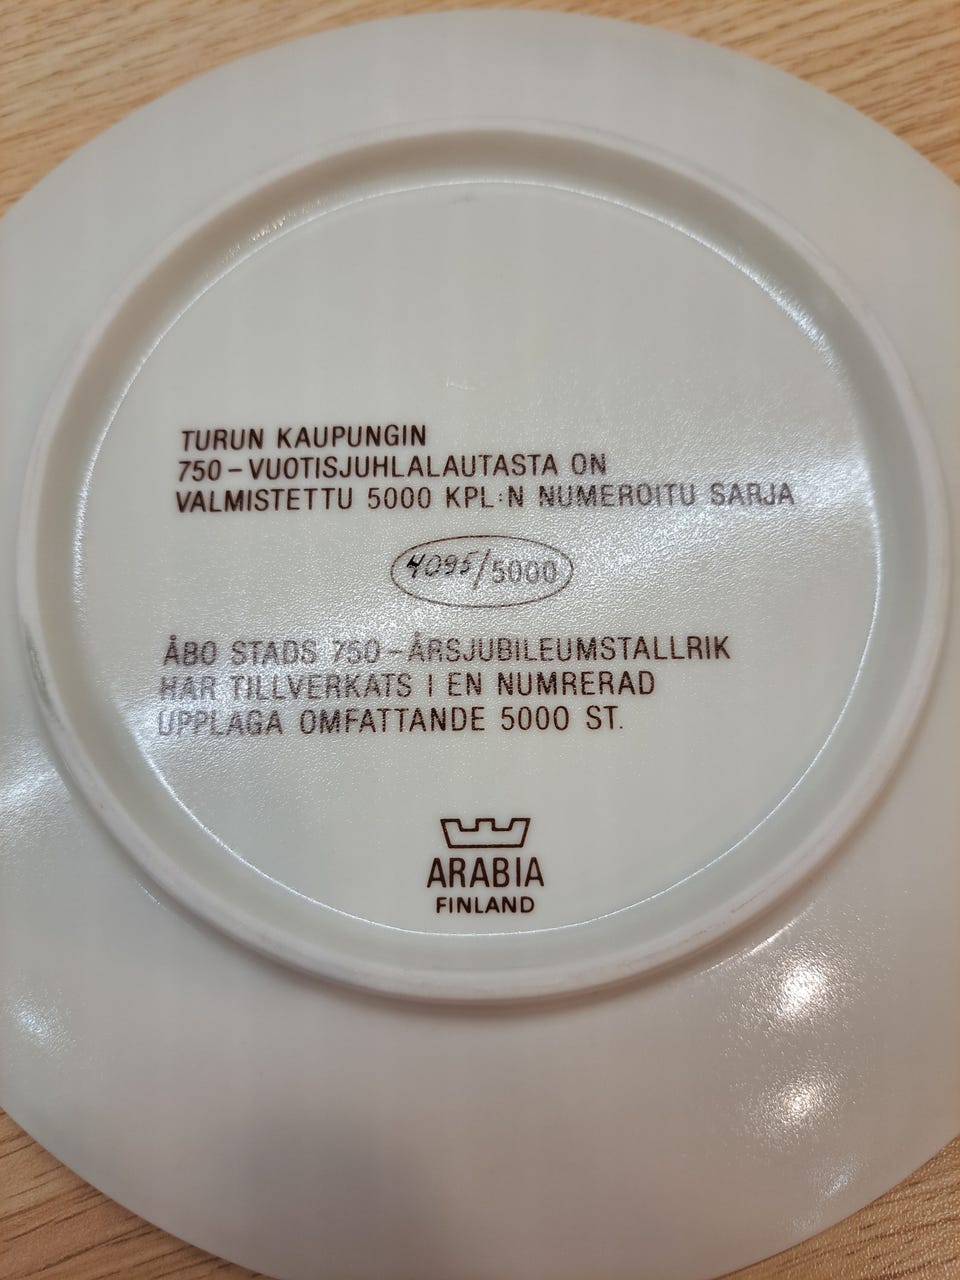 TURUN KAUPUNGIN
750-VUOTISJUHLALAUTASTA ON
VALMISTETTU 5000 KPL:N NUMEROITU SARJA
4095/5000
ÅBO STADS 750-ÅRSJUBILEUMSTALLRIK
HAR TILLVERKATS I EN NUMRERAD
UPPLAGA OMFATTANDE 5000 ST.
ARABIA
FINLAND